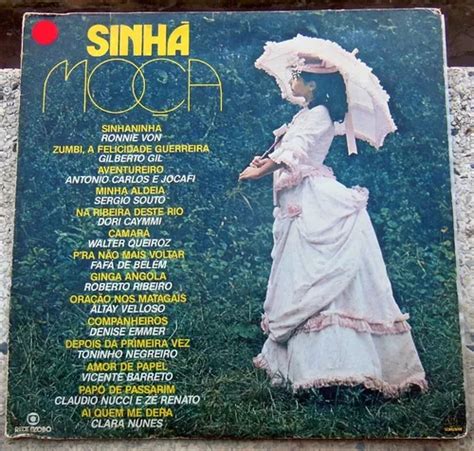 SINHÁ
MOÇA
SINHANINHA
RONNIE VON
ZUMBI, A FELICIDADE GUERREIRA
GILBERTO GIL
AVENTUREIRO
ANTONIO CARLOS E JOCAFI
MINHA ALDEIA
SERGIO SOUTO
NA RIBEIRA DESTE RIO
DORI CAYMMI
CAMARÁ
WALTER QUEIROZ
P'RA NÃO MAIS VOLTAR
FAFÁ DE BELÉM
GINGA ANGOLA
ROBERTO RIBEIRO
ORAÇÃO NOS MATAGAIS
ALTAY VELLOSO
COMPANHEIROS
DENISE EMMER
DEPOIS DA PRIMEIRA VEZ
TONINHO NEGREIRO
AMOR DE PAPEL
VICENTE BARRETO
PAPO DE PASSARIM
CLAUDIO NUCCI E ZÉ RENATO
AI QUEM ME DERA
CLARA NUNES
REDE GLOBO